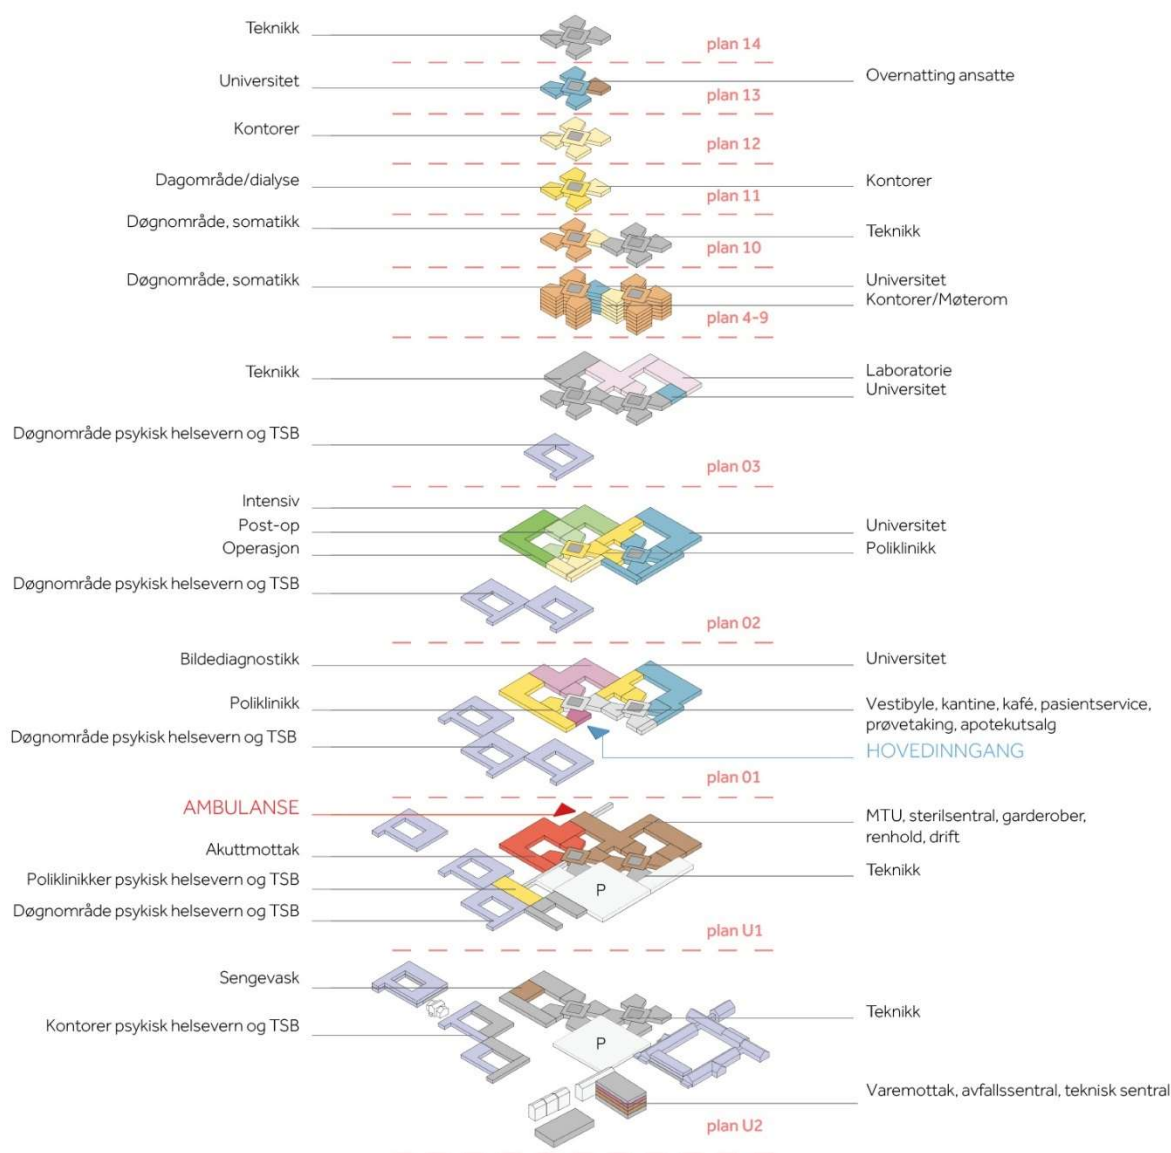 Teknikk
plan 14
Universitet
Overnatting ansatte
plan 13
Kontorer
plan 12
Dagområde/dialyse
Kontorer
plan 11
Døgnområde, somatikk
Teknikk
plan 10
Døgnområde, somatikk
Universitet
Kontorer/Møterom
plan 4-9
Teknikk
Laboratorie
Universitet
Døgnområde psykisk helsevern og TSB
plan 03
Intensiv
Post-op
Operasjon
Universitet
Poliklinikk
Døgnområde psykisk helsevern og TSB
plan 02
Bildediagnostikk
Universitet
Poliklinikk
Vestibyle, kantine, kafé, pasientservice,
prøvetaking, apotekutsalg
Døgnområde psykisk helsevern og TSB
HOVEDINNGANG
plan 01
AMBULANSE
MTU, sterilsentral, garderober,
renhold, drift
Akuttmottak
Teknikk
Poliklinikker psykisk helsevern og TSB
P
Døgnområde psykisk helsevern og TSB
plan U1
Sengevask
Teknikk
Kontorer psykisk helsevern og TSB
P
Varemottak, avfallssentral, teknisk sentral
plan U2